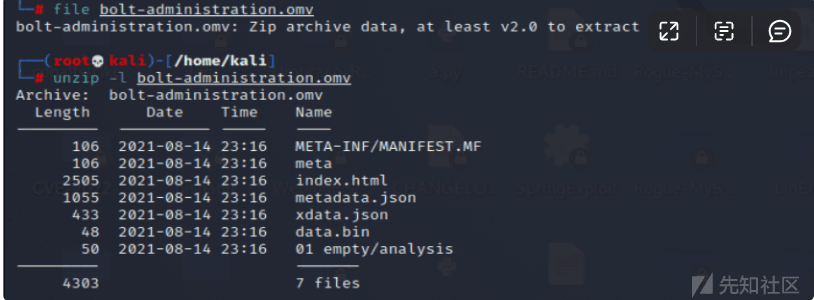 └─# file bolt-administration.omv
bolt-administration.omv: Zip archive data, at least v2.0 to extract
┌──(root💀kali)-[/home/kali]
└─# unzip -l bolt-administration.omv
Archive:  bolt-administration.omv
  Length      Date    Time    Name
---------  ---------- -----   ----
      106  2021-08-14 23:16   META-INF/MANIFEST.MF
      106  2021-08-14 23:16   meta
     2505  2021-08-14 23:16   index.html
     1055  2021-08-14 23:16   metadata.json
      433  2021-08-14 23:16   xdata.json
       48  2021-08-14 23:16   data.bin
       50  2021-08-14 23:16   01 empty/analysis
---------                     -------
     4303                     7 files
先知社区